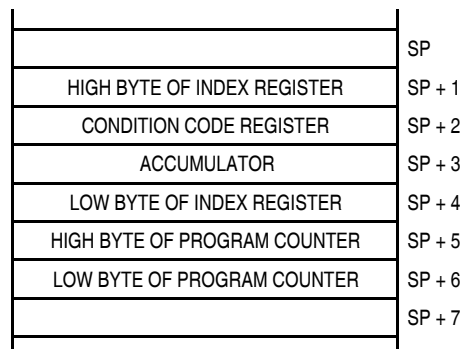 SP
HIGH BYTE OF INDEX REGISTER SP + 1
CONDITION CODE REGISTER SP + 2
ACCUMULATOR SP + 3
LOW BYTE OF INDEX REGISTER SP + 4
HIGH BYTE OF PROGRAM COUNTER SP + 5
LOW BYTE OF PROGRAM COUNTER SP + 6
SP + 7